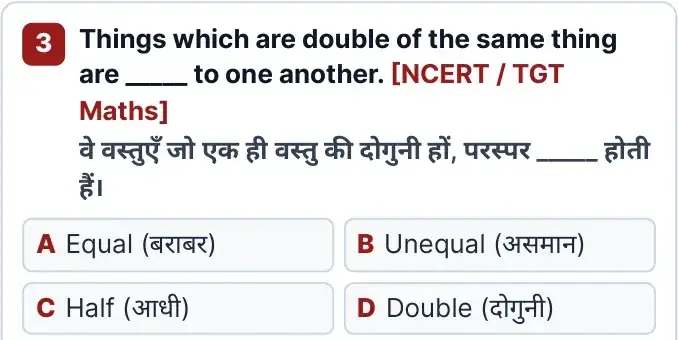 3 Things which are double of the same thing
are _____ to one another. [NCERT / TGT
Maths]
वे वस्तुएँ जो एक ही वस्तु की दोगुनी हों, परस्पर _____ होती
हैं।
A Equal (बराबर) B Unequal (असमान)
C Half (आधी) D Double (दोगुनी)